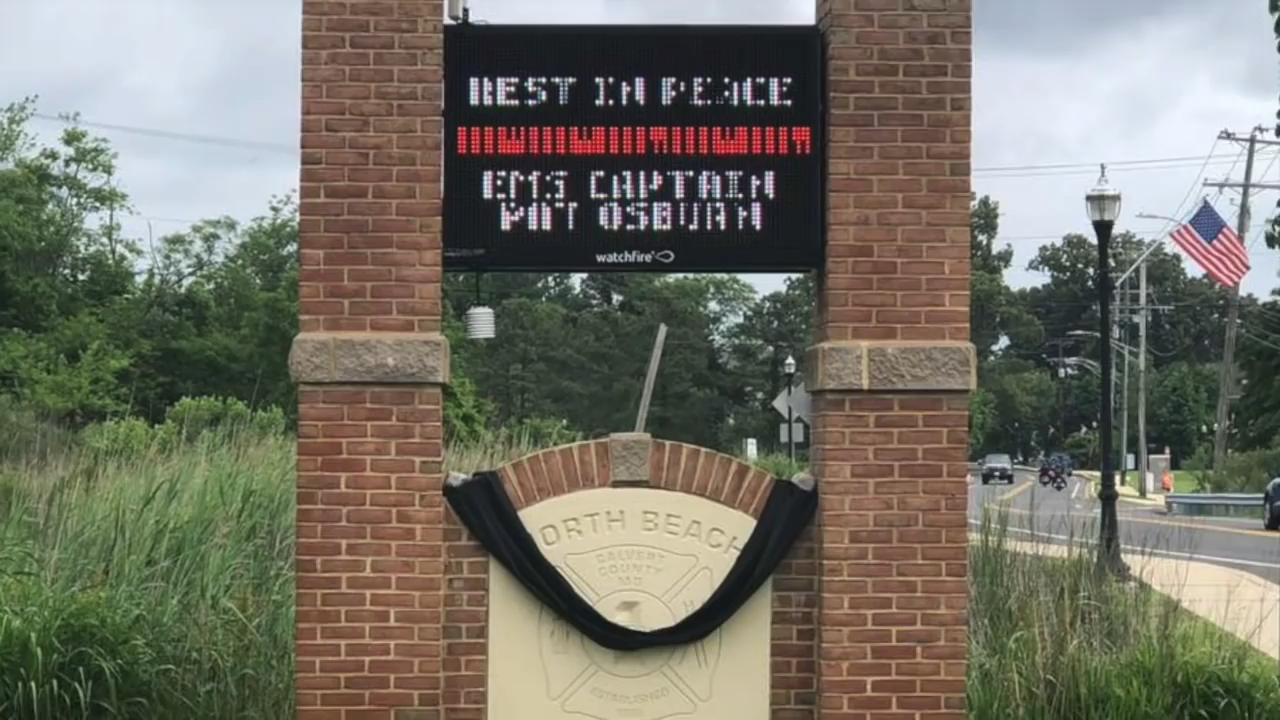 REST IN PEACE
EMS CAPTAIN
PAT OSBURN
watchfire
ORTH BEACH
CALVERT
COUNTY
MD
ESTABLISHED